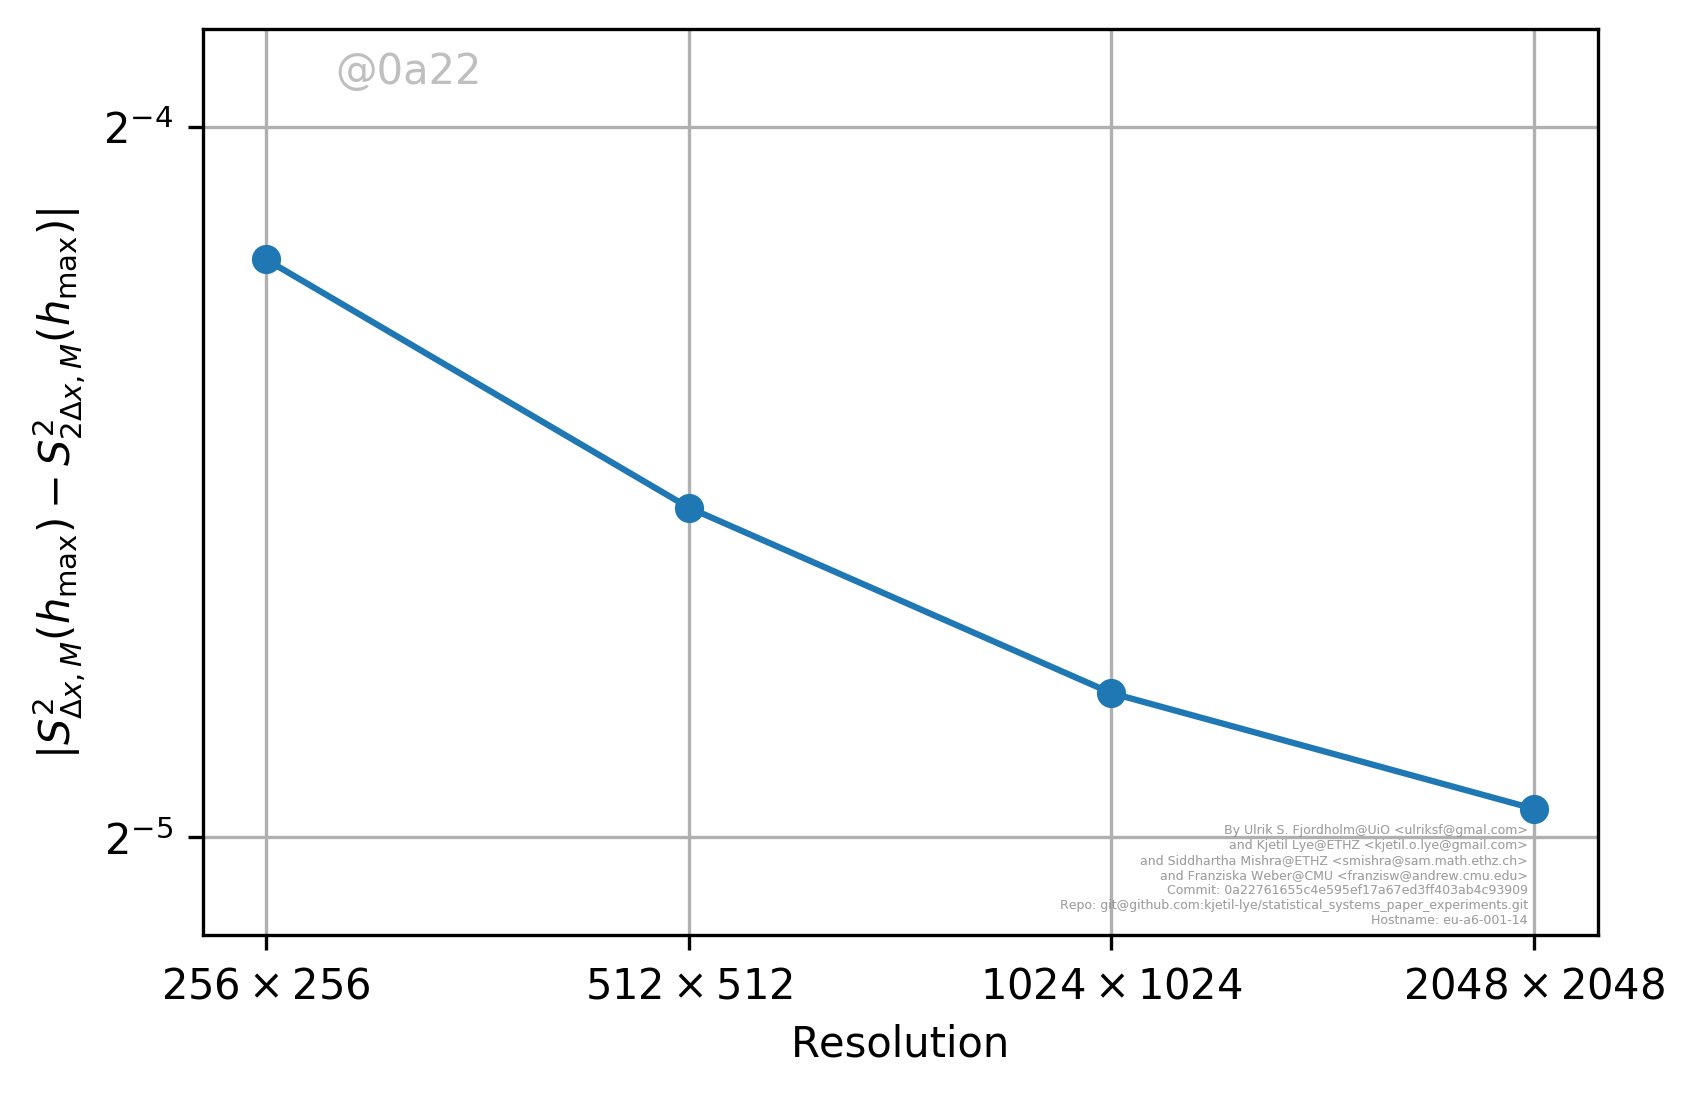 @0a22
2⁻⁴
|S²_{Δx, M}(h_max) − S²_{2Δx, M}(h_max)|
2⁻⁵
By Ulrik S. Fjordholm@UiO <ulriksf@gmal.com>
and Kjetil Lye@ETHZ <kjetil.o.lye@gmail.com>
and Siddhartha Mishra@ETHZ <smishra@sam.math.ethz.ch>
and Franziska Weber@CMU <franzisw@andrew.cmu.edu>
Commit: 0a22761655c4e595ef17a67ed3ff403ab4c93909
Repo: git@github.com:kjetil-lye/statistical_systems_paper_experiments.git
Hostname: eu-a6-001-14
256 × 256 512 × 512 1024 × 1024 2048 × 2048
Resolution